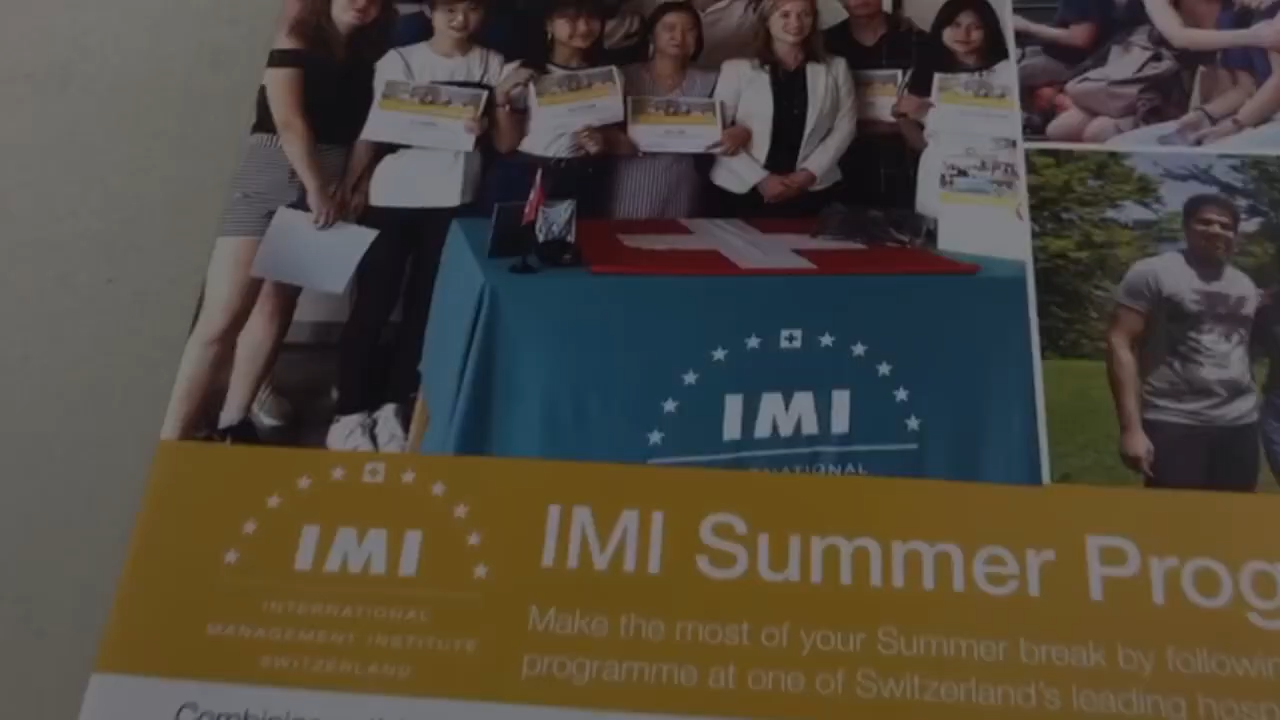 IMI
IMI
INTERNATIONAL
MANAGEMENT INSTITUTE
SWITZERLAND
IMI Summer Prog
Make the most of your Summer break by followin
programme at one of Switzerland's leading hosp